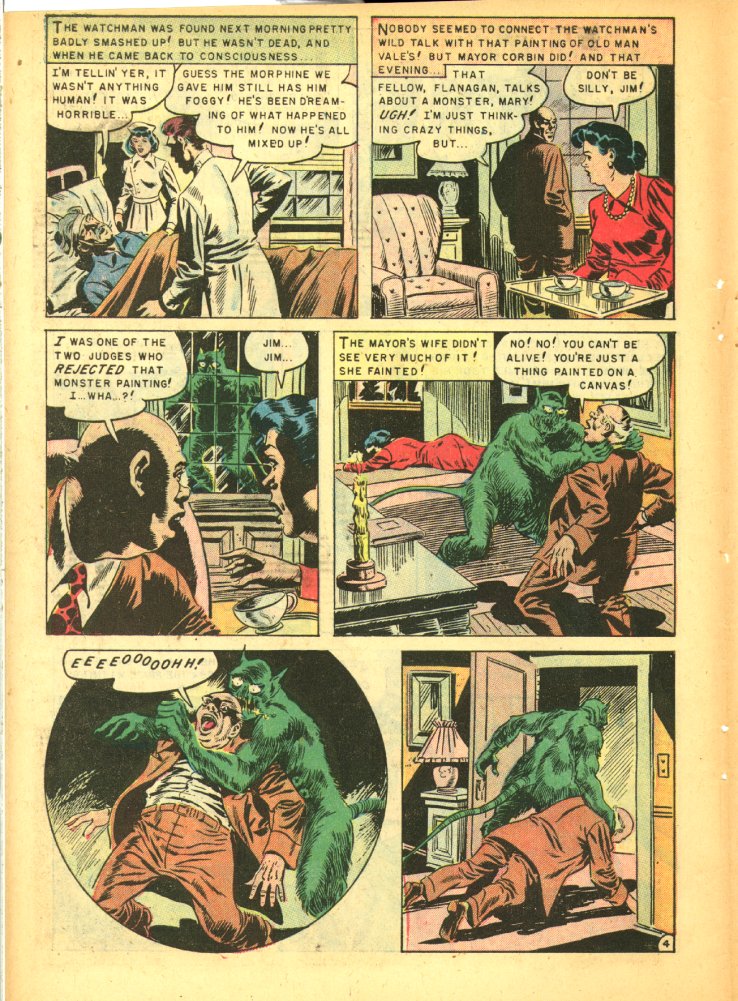 THE WATCHMAN WAS FOUND NEXT MORNING PRETTY
BADLY SMASHED UP! BUT HE WASN'T DEAD, AND
WHEN HE CAME BACK TO CONSCIOUSNESS...
I'M TELLIN' YER, IT
WASN'T ANYTHING
HUMAN! IT WAS
HORRIBLE...
GUESS THE MORPHINE WE
GAVE HIM STILL HAS HIM
FOGGY! HE'S BEEN DREAM-
ING OF WHAT HAPPENED
TO HIM! NOW HE'S ALL
MIXED UP!
NOBODY SEEMED TO CONNECT THE WATCHMAN'S
WILD TALK WITH THAT PAINTING OF OLD MAN
VALE'S! BUT MAYOR CORBIN DID! AND THAT
EVENING...
THAT
FELLOW, FLANAGAN, TALKS
ABOUT A MONSTER, MARY!
UGH! I'M JUST THINK-
ING CRAZY THINGS,
BUT...
DON'T BE
SILLY, JIM!
I WAS ONE OF THE
TWO JUDGES WHO
REJECTED THAT
MONSTER PAINTING!
I...WHA...?!
JIM...
JIM...
THE MAYOR'S WIFE DIDN'T
SEE VERY MUCH OF IT!
SHE FAINTED!
NO! NO! YOU CAN'T BE
ALIVE! YOU'RE JUST A
THING PAINTED ON A
CANVAS!
EEEEOOOOOHH!
4